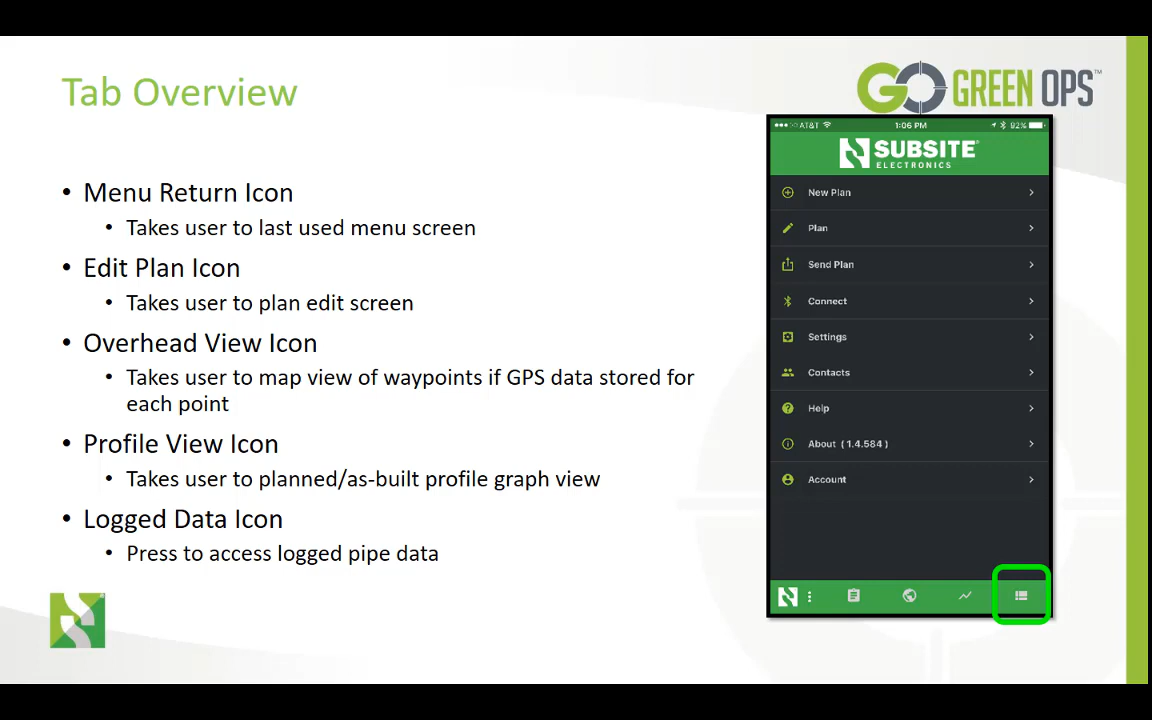 Tab Overview
GO GREEN OPS™
• Menu Return Icon
• Takes user to last used menu screen
• Edit Plan Icon
• Takes user to plan edit screen
• Overhead View Icon
• Takes user to map view of waypoints if GPS data stored for
each point
• Profile View Icon
• Takes user to planned/as-built profile graph view
• Logged Data Icon
• Press to access logged pipe data
AT&T 1:06 PM 92%
SUBSITE®
ELECTRONICS
New Plan
Plan
Send Plan
Connect
Settings
Contacts
Help
About (1.4.584)
Account